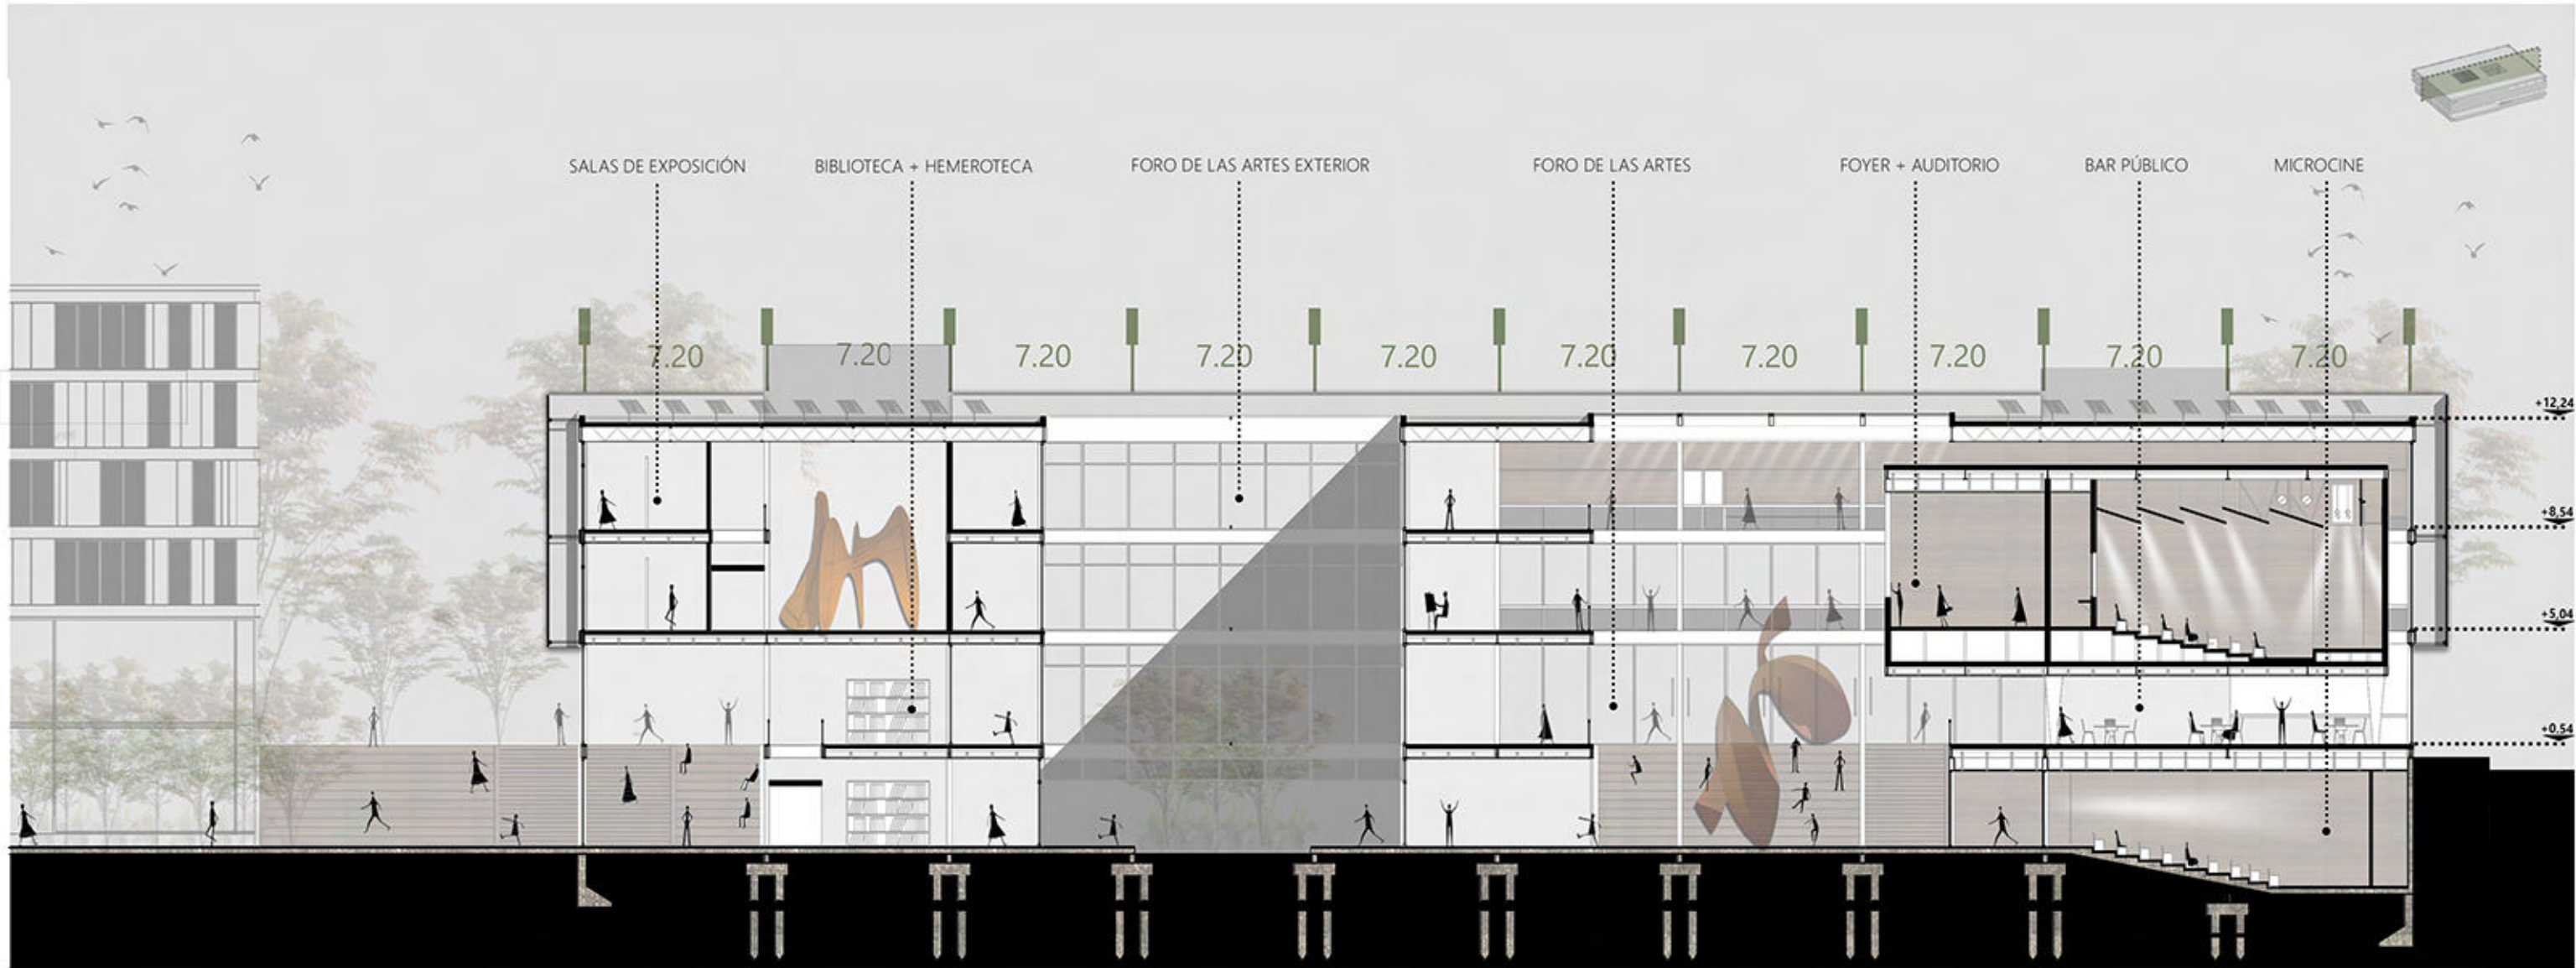 SALAS DE EXPOSICIÓN
BIBLIOTECA + HEMEROTECA
FORO DE LAS ARTES EXTERIOR
FORO DE LAS ARTES
FOYER + AUDITORIO
BAR PÚBLICO
MICROCINE
7.20
7.20
7.20
7.20
7.20
7.20
7.20
7.20
7.20
7.20
+12,24
+8,54
+5,04
+0,54